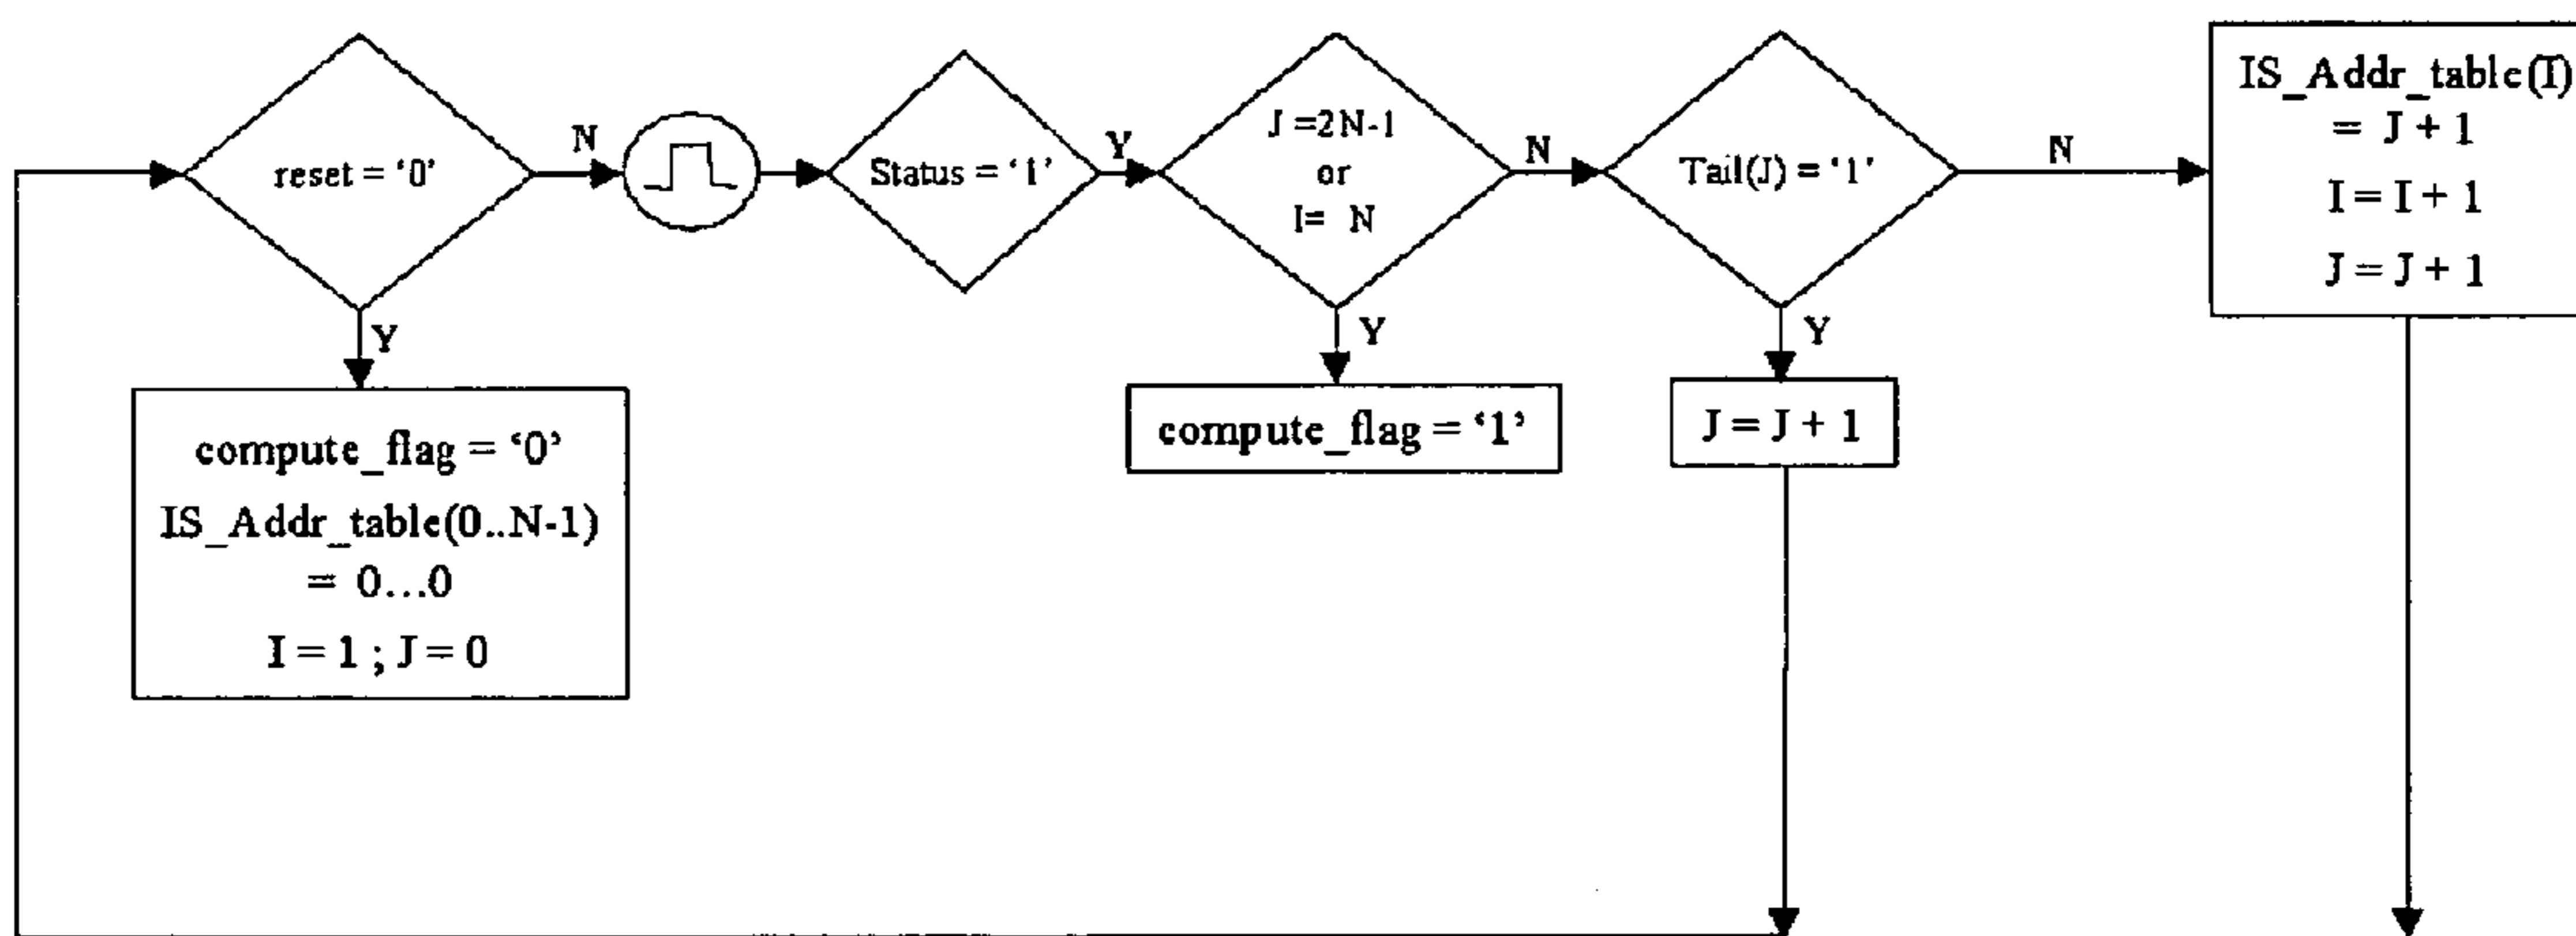 reset = ‘0’
N
Y
compute_flag = ‘0’
IS_Addr_table(0..N-1)
= 0...0
I = 1 ; J = 0
Status = ‘1’
Y
J =2N-1
or
I= N
N
Y
compute_flag = ‘1’
Tail(J) = ‘1’
N
Y
J = J + 1
IS_Addr_table(I)
= J + 1
I = I + 1
J = J + 1